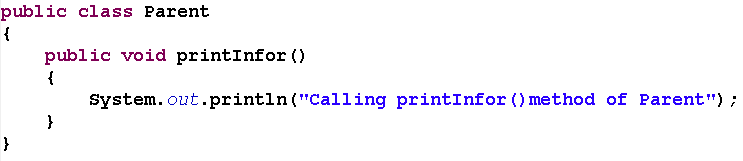 public class Parent
{
    public void printInfor()
    {
        System.out.println("Calling printInfor()method of Parent");
    }
}